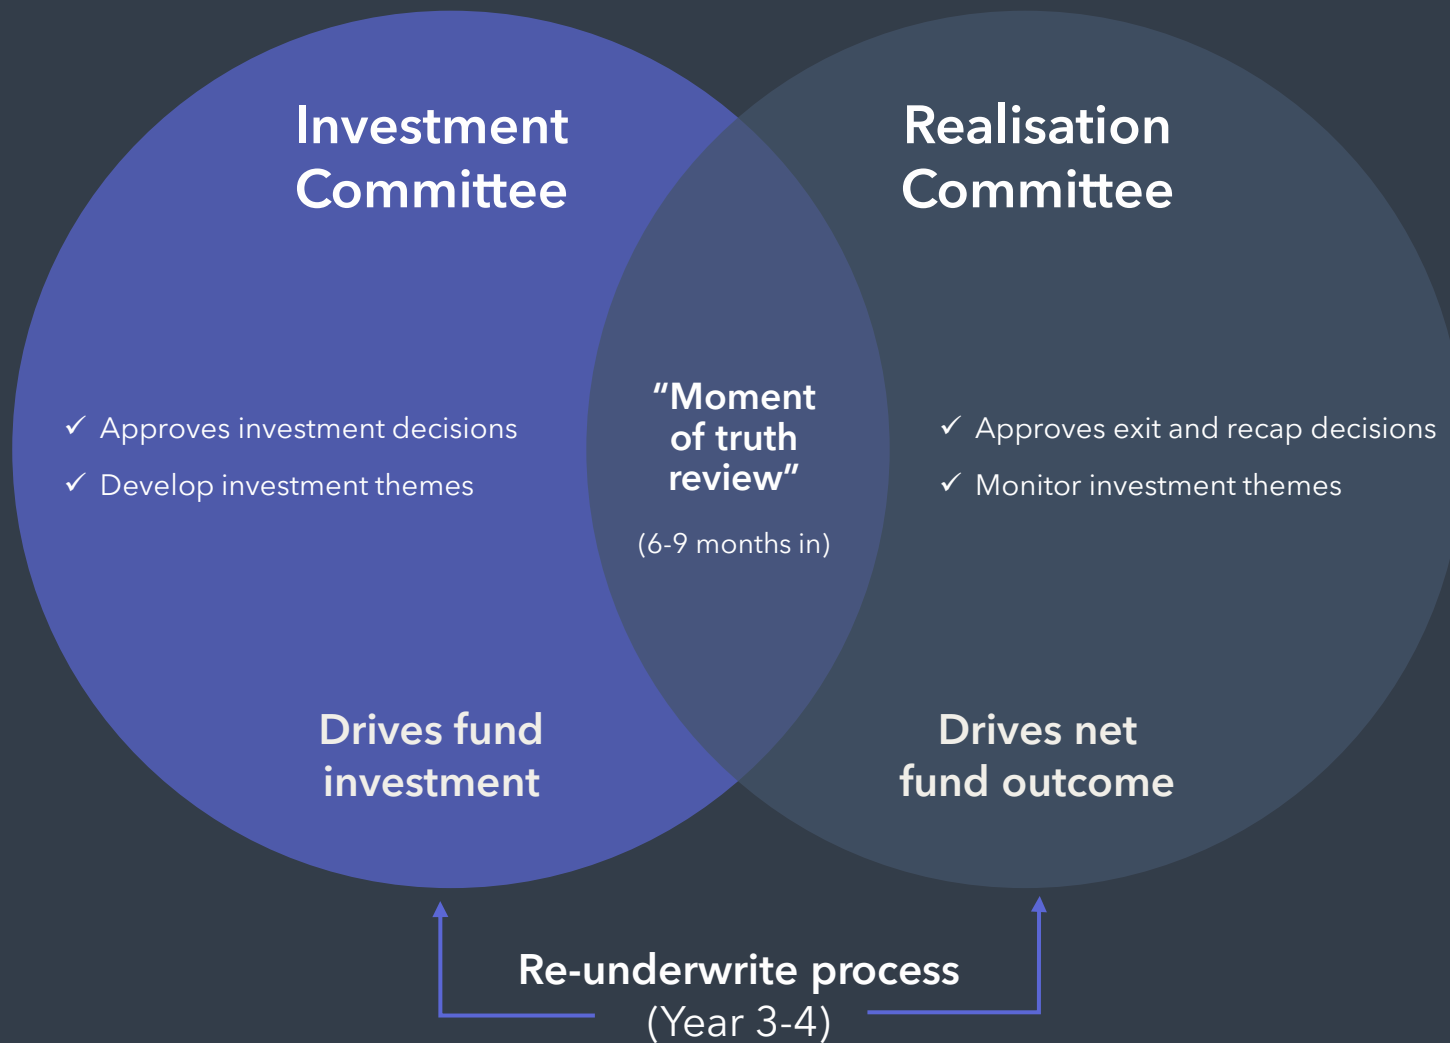 Investment
Committee
✓ Approves investment decisions
✓ Develop investment themes
Drives fund
investment
"Moment
of truth
review"
(6-9 months in)
Realisation
Committee
✓ Approves exit and recap decisions
✓ Monitor investment themes
Drives net
fund outcome
Re-underwrite process
(Year 3-4)